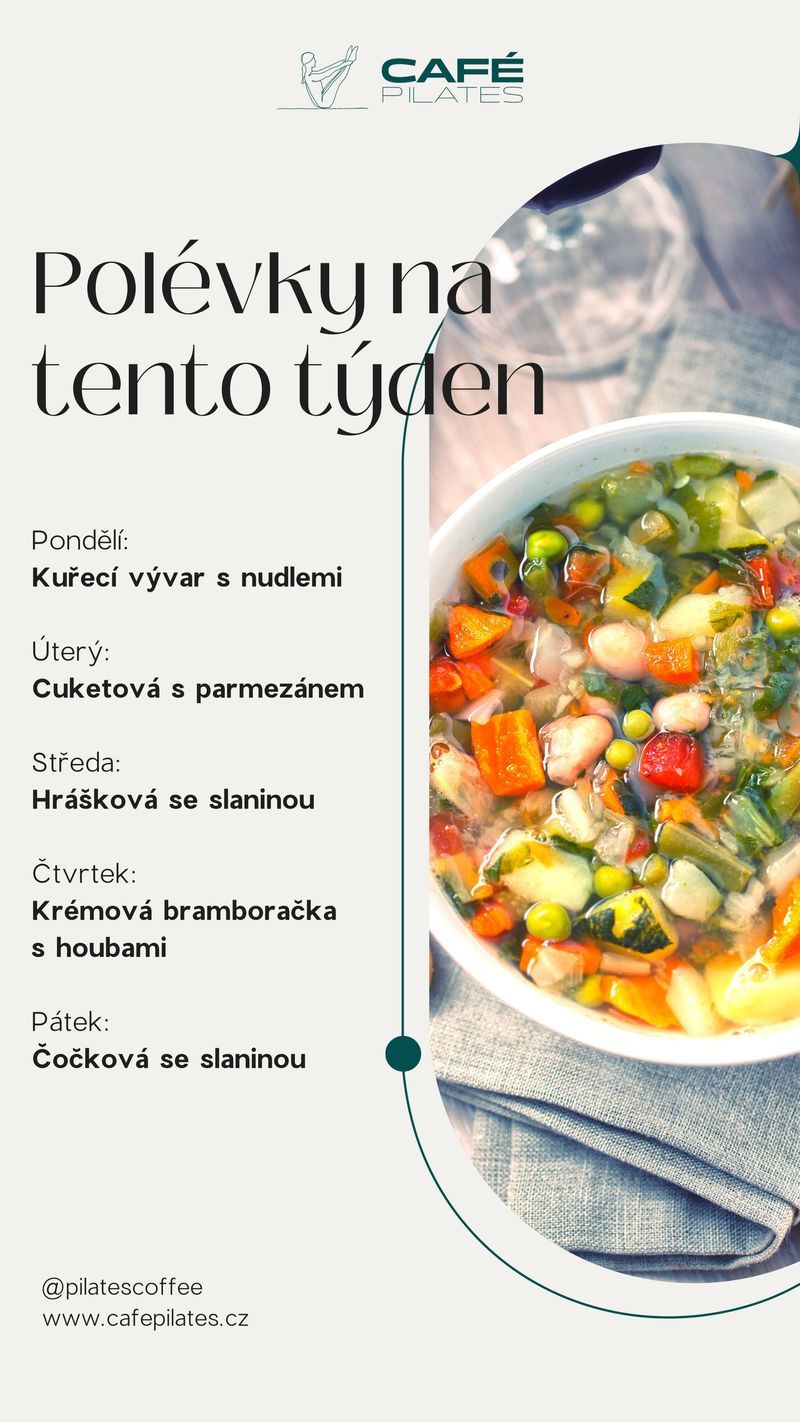 CAFÉ
PILATES
Polévky na
tento týden
Pondělí:
Kuřecí vývar s nudlemi
Úterý:
Cuketová s parmezánem
Středa:
Hrášková se slaninou
Čtvrtek:
Krémová bramboračka
s houbami
Pátek:
Čočková se slaninou
@pilatescoffee
www.cafepilates.cz